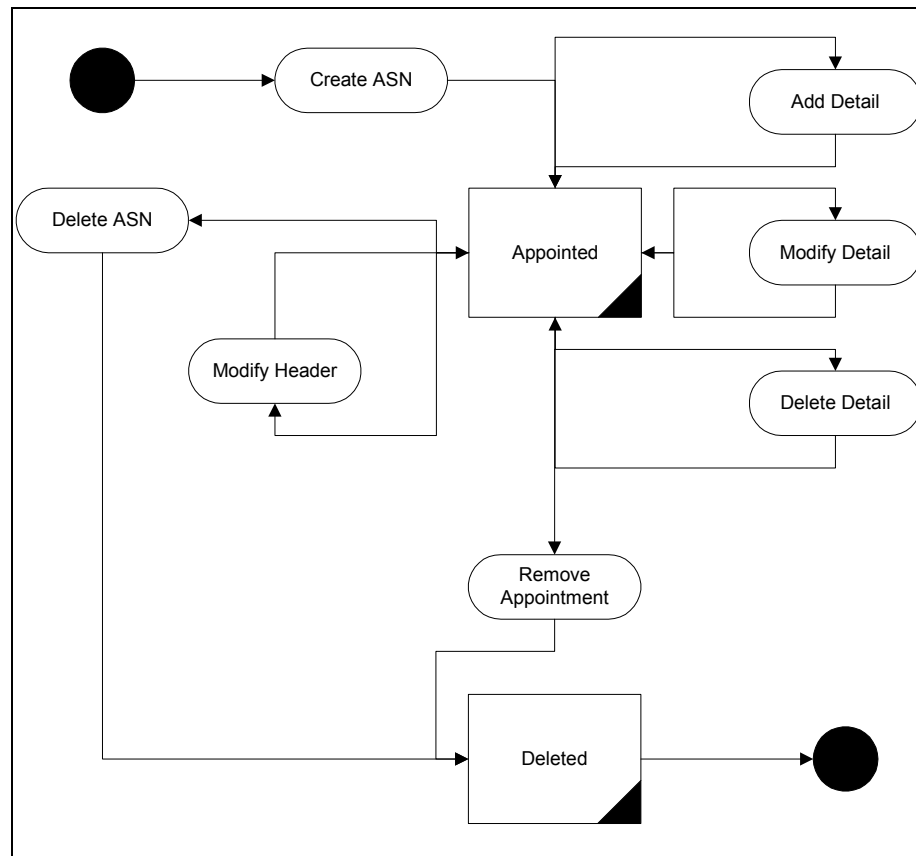 Create ASN
Add Detail
Delete ASN
Appointed
Modify Detail
Modify Header
Delete Detail
Remove
Appointment
Deleted